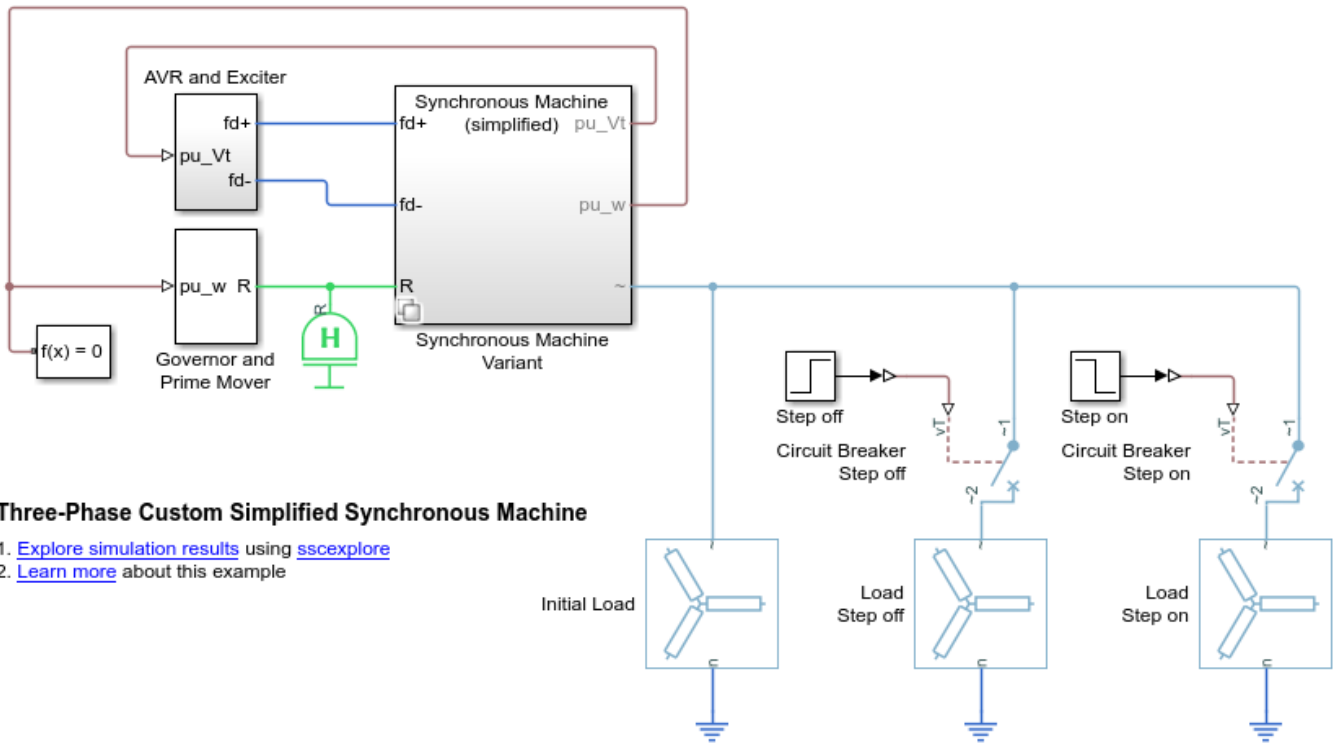 AVR and Exciter
fd+
pu_Vt
fd-
Synchronous Machine
(simplified)
fd+
pu_Vt
fd-
pu_w
R
~
Synchronous Machine
Variant
pu_w
R
Governor and
Prime Mover
R
H
f(x) = 0
Step off
vT
~1
Circuit Breaker
Step off
~2
Step on
vT
~1
Circuit Breaker
Step on
~2
Three-Phase Custom Simplified Synchronous Machine
1. Explore simulation results using sscexplore
2. Learn more about this example
Initial Load
~
n
Load
Step off
~
n
Load
Step on
~
n